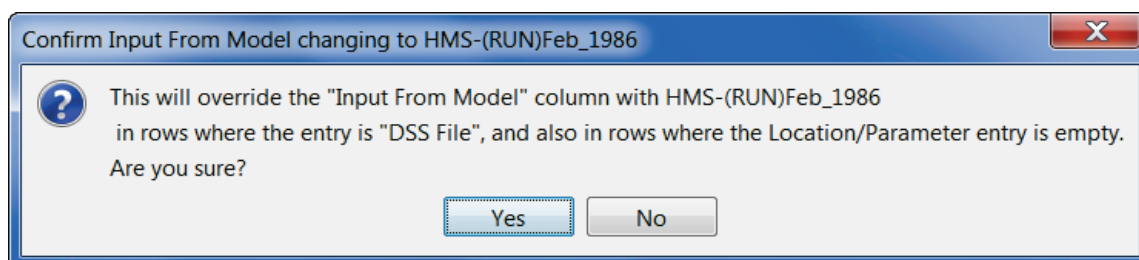 Confirm Input From Model changing to HMS-(RUN)Feb_1986
This will override the "Input From Model" column with HMS-(RUN)Feb_1986
in rows where the entry is "DSS File", and also in rows where the Location/Parameter entry is empty.
Are you sure?
Yes No